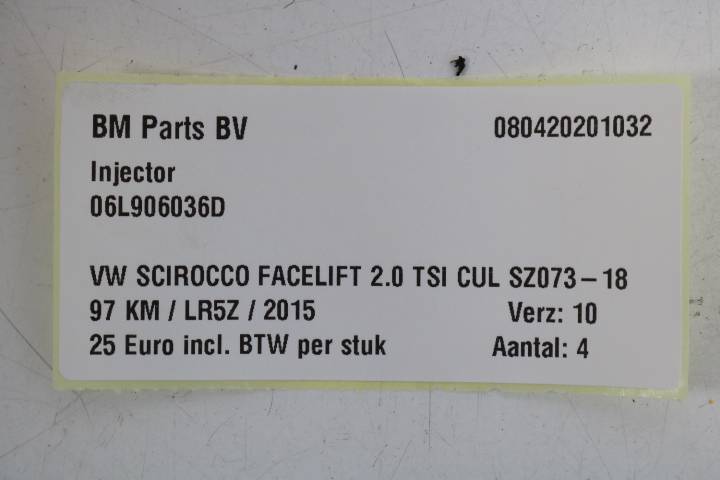 BM Parts BV 080420201032
Injector
06L906036D
VW SCIROCCO FACELIFT 2.0 TSI CUL SZ073-18
97 KM / LR5Z / 2015 Verz: 10
25 Euro incl. BTW per stuk Aantal: 4